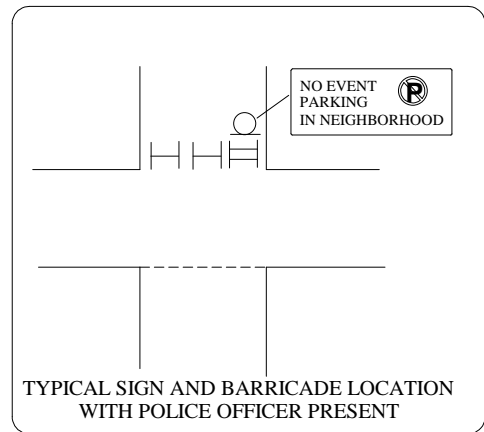 NO EVENT
PARKING
IN NEIGHBORHOOD
P
TYPICAL SIGN AND BARRICADE LOCATION
WITH POLICE OFFICER PRESENT